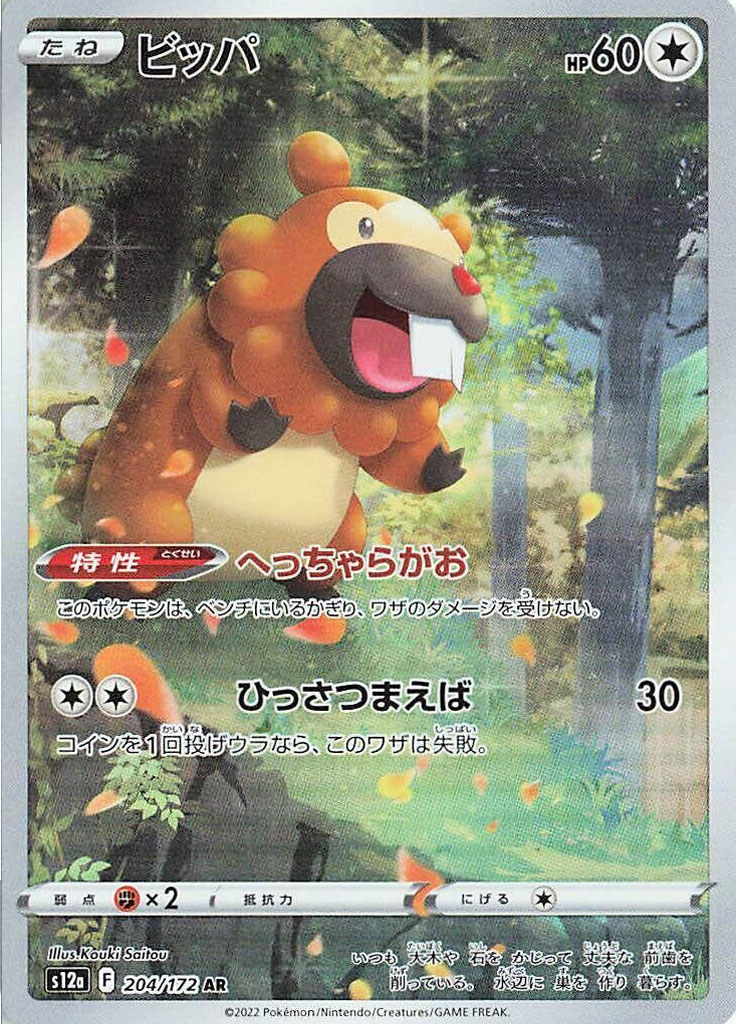 たね ビッパ HP60
特性 とくせい へっちゃらがお
このポケモンは、ベンチにいるかぎり、ワザのダメージを受けない。
ひっさつまえば 30
コインを1回投げウラなら、このワザは失敗。
弱点 ×2 抵抗力 にげる
Illus. Kouki Saitou
いつも 大木や 石を かじって 丈夫な 前歯を
削っている。 水辺に 巣を 作り 暮らす。
s12a F 204/172 AR
©2022 Pokémon/Nintendo/Creatures/GAME FREAK.